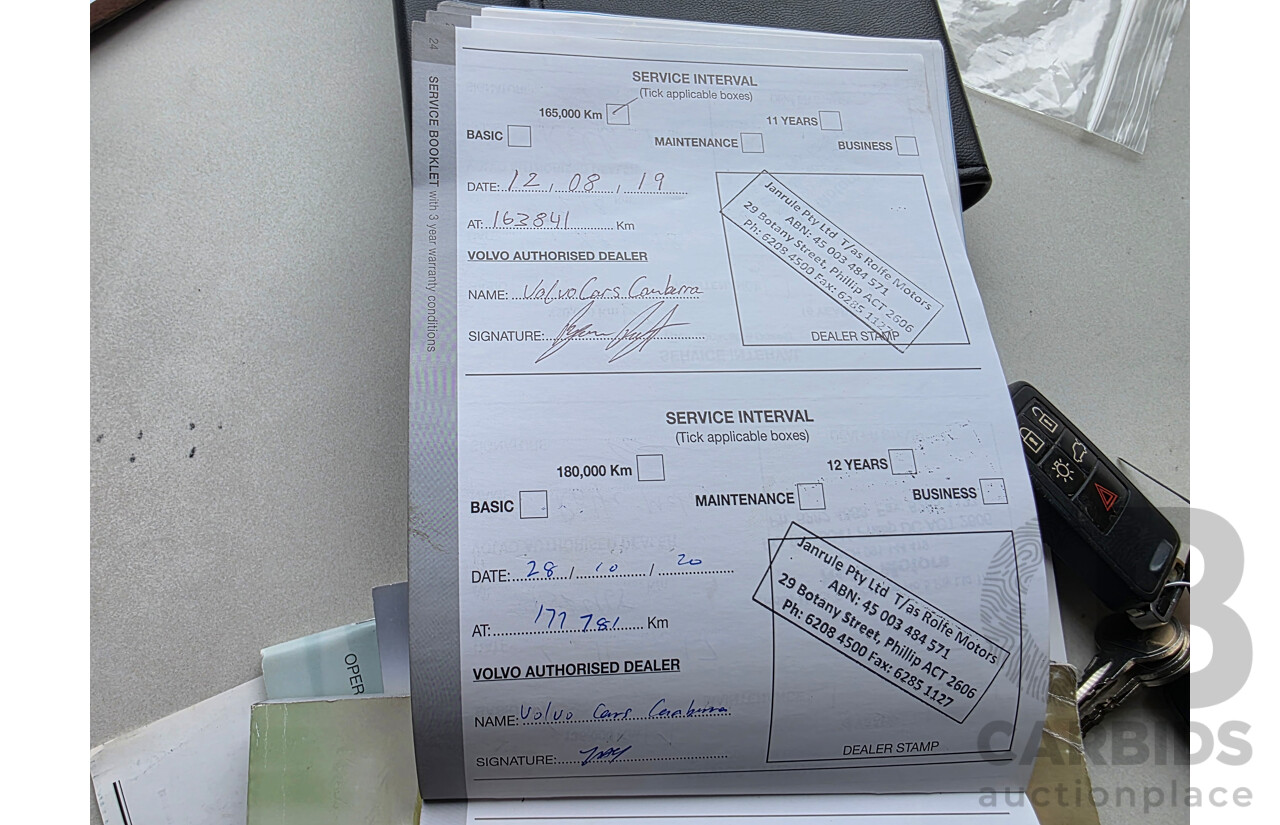 24
SERVICE BOOKLET with 3 year warranty conditions
SERVICE INTERVAL
(Tick applicable boxes)
165,000 Km
11 YEARS
BASIC
MAINTENANCE
BUSINESS
DATE: 12, 08, 19
AT: 163841 Km
VOLVO AUTHORISED DEALER
NAME: Volvo Cars Canberra
SIGNATURE:
Janrule Pty Ltd T/as Rolfe Motors
ABN: 45 003 484 571
29 Botany Street, Phillip ACT 2606
Ph: 6208 4500 Fax: 6285 1127
DEALER STAMP
SERVICE INTERVAL
(Tick applicable boxes)
180,000 Km
12 YEARS
BASIC
MAINTENANCE
BUSINESS
DATE: 28 / 10 / 20
AT: 177 781 Km
VOLVO AUTHORISED DEALER
NAME: Volvo Cars Canberra
SIGNATURE:
Janrule Pty Ltd T/as Rolfe Motors
ABN: 45 003 484 571
29 Botany Street, Phillip ACT 2606
Ph: 6208 4500 Fax: 6285 1127
DEALER STAMP
OPER
CARBIDS
auctionplace